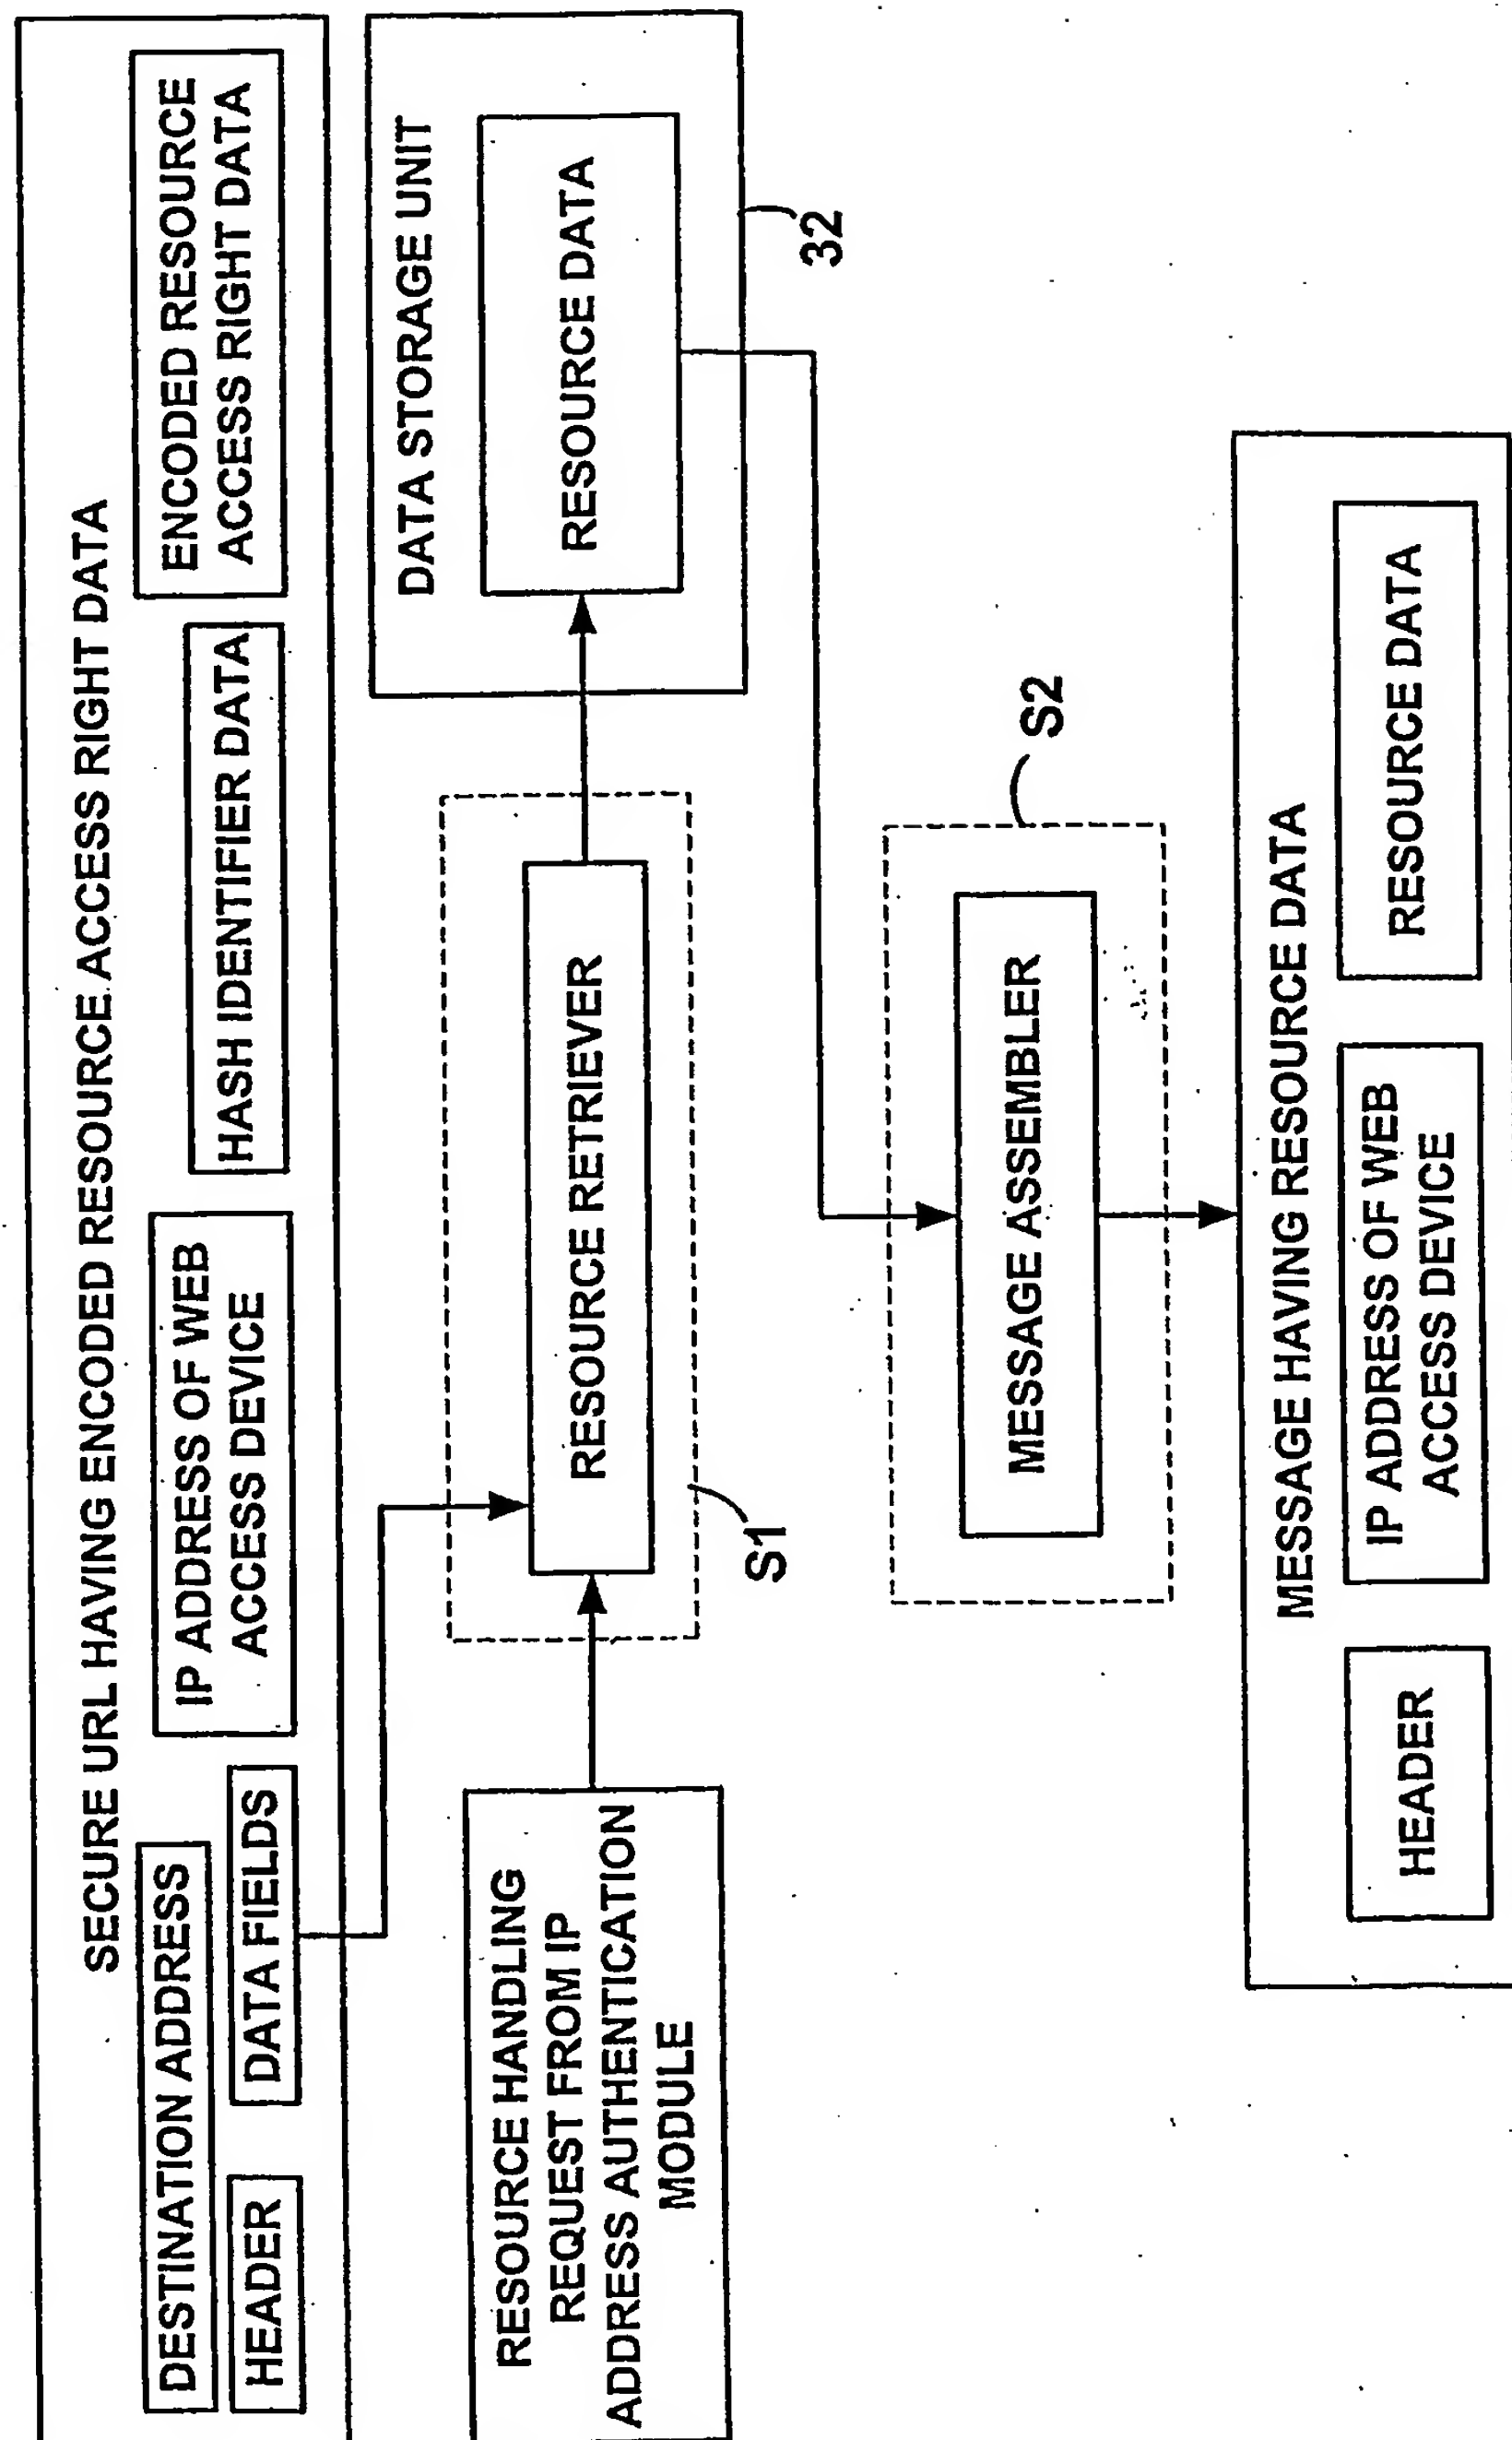 SECURE URL HAVING ENCODED RESOURCE ACCESS RIGHT DATA
DESTINATION ADDRESS
HEADER
DATA FIELDS
IP ADDRESS OF WEB
ACCESS DEVICE
HASH IDENTIFIER DATA
ENCODED RESOURCE
ACCESS RIGHT DATA
RESOURCE HANDLING
REQUEST FROM IP
ADDRESS AUTHENTICATION
MODULE
RESOURCE RETRIEVER
S1
DATA STORAGE UNIT
RESOURCE DATA
32
MESSAGE ASSEMBLER
S2
MESSAGE HAVING RESOURCE DATA
HEADER
IP ADDRESS OF WEB
ACCESS DEVICE
RESOURCE DATA